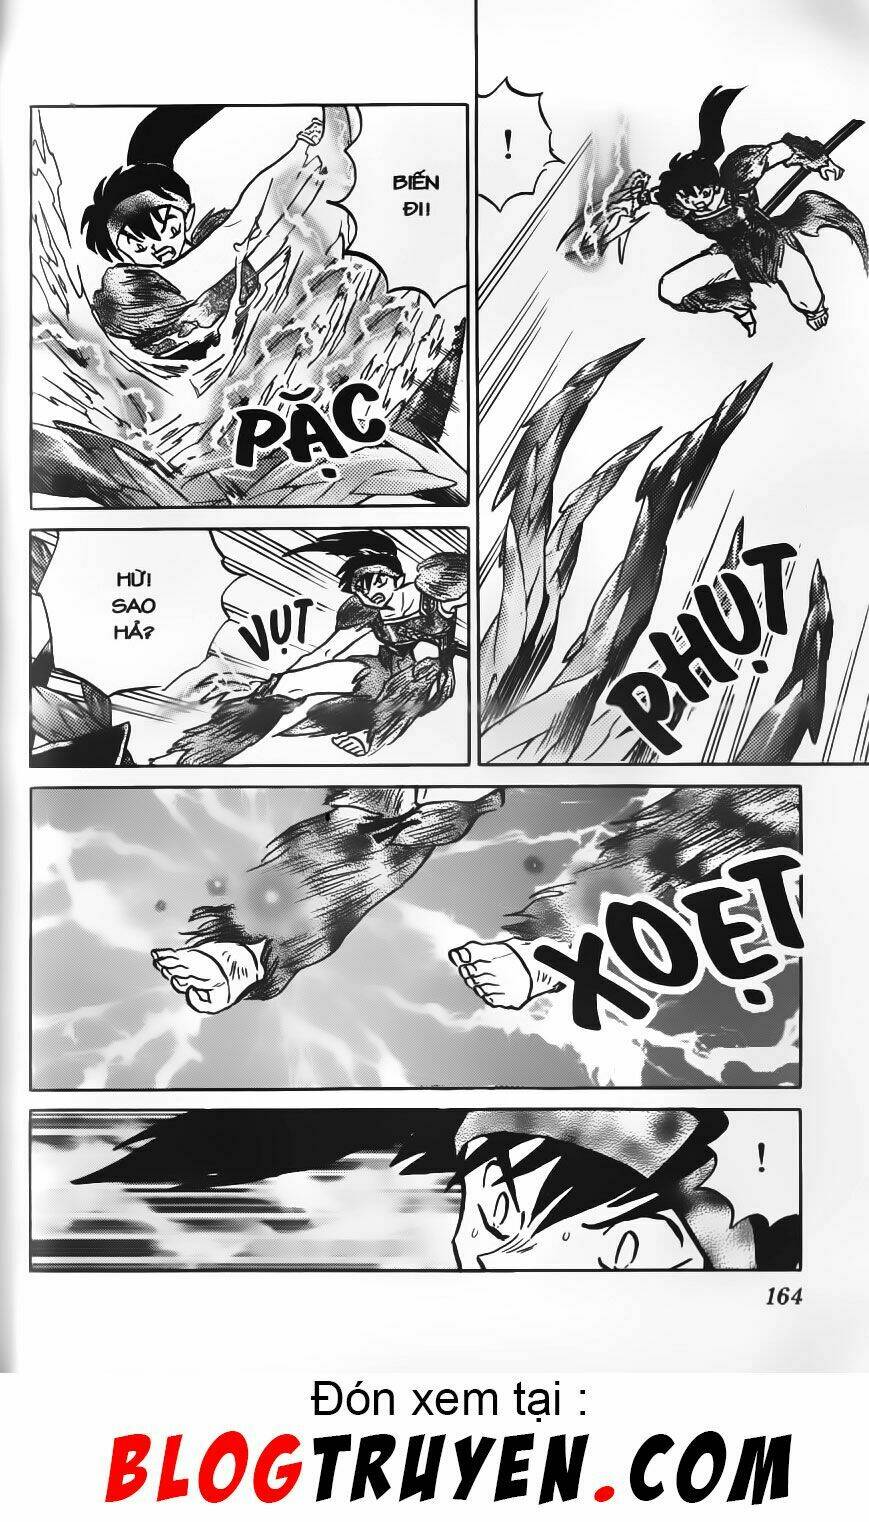 !
PHỤT
BIẾN
ĐI!
PẶC
VỤT
HỪ!
SAO
HẢ?
XOẸT
!
164
Đón xem tại :
BLOGTRUYEN.COM